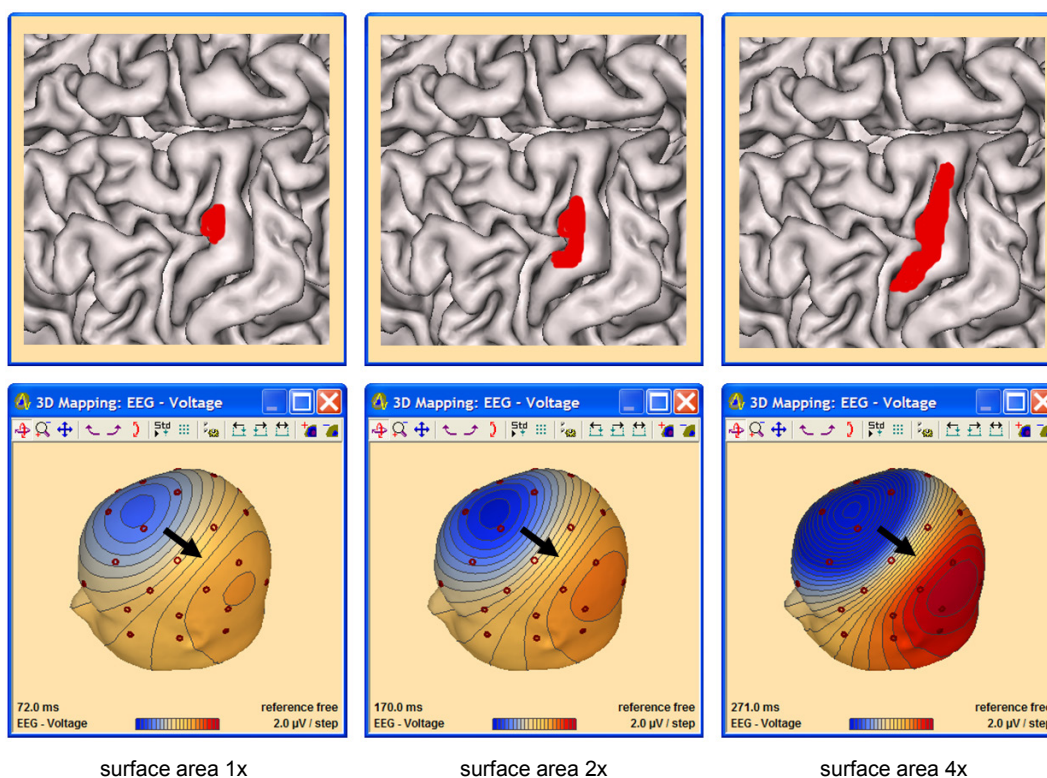 3D Mapping: EEG - Voltage
Std
72.0 ms
reference free
EEG - Voltage
2.0 µV / step
3D Mapping: EEG - Voltage
Std
170.0 ms
reference free
EEG - Voltage
2.0 µV / step
3D Mapping: EEG - Voltage
Std
271.0 ms
reference free
EEG - Voltage
2.0 µV / step
surface area 1x
surface area 2x
surface area 4x